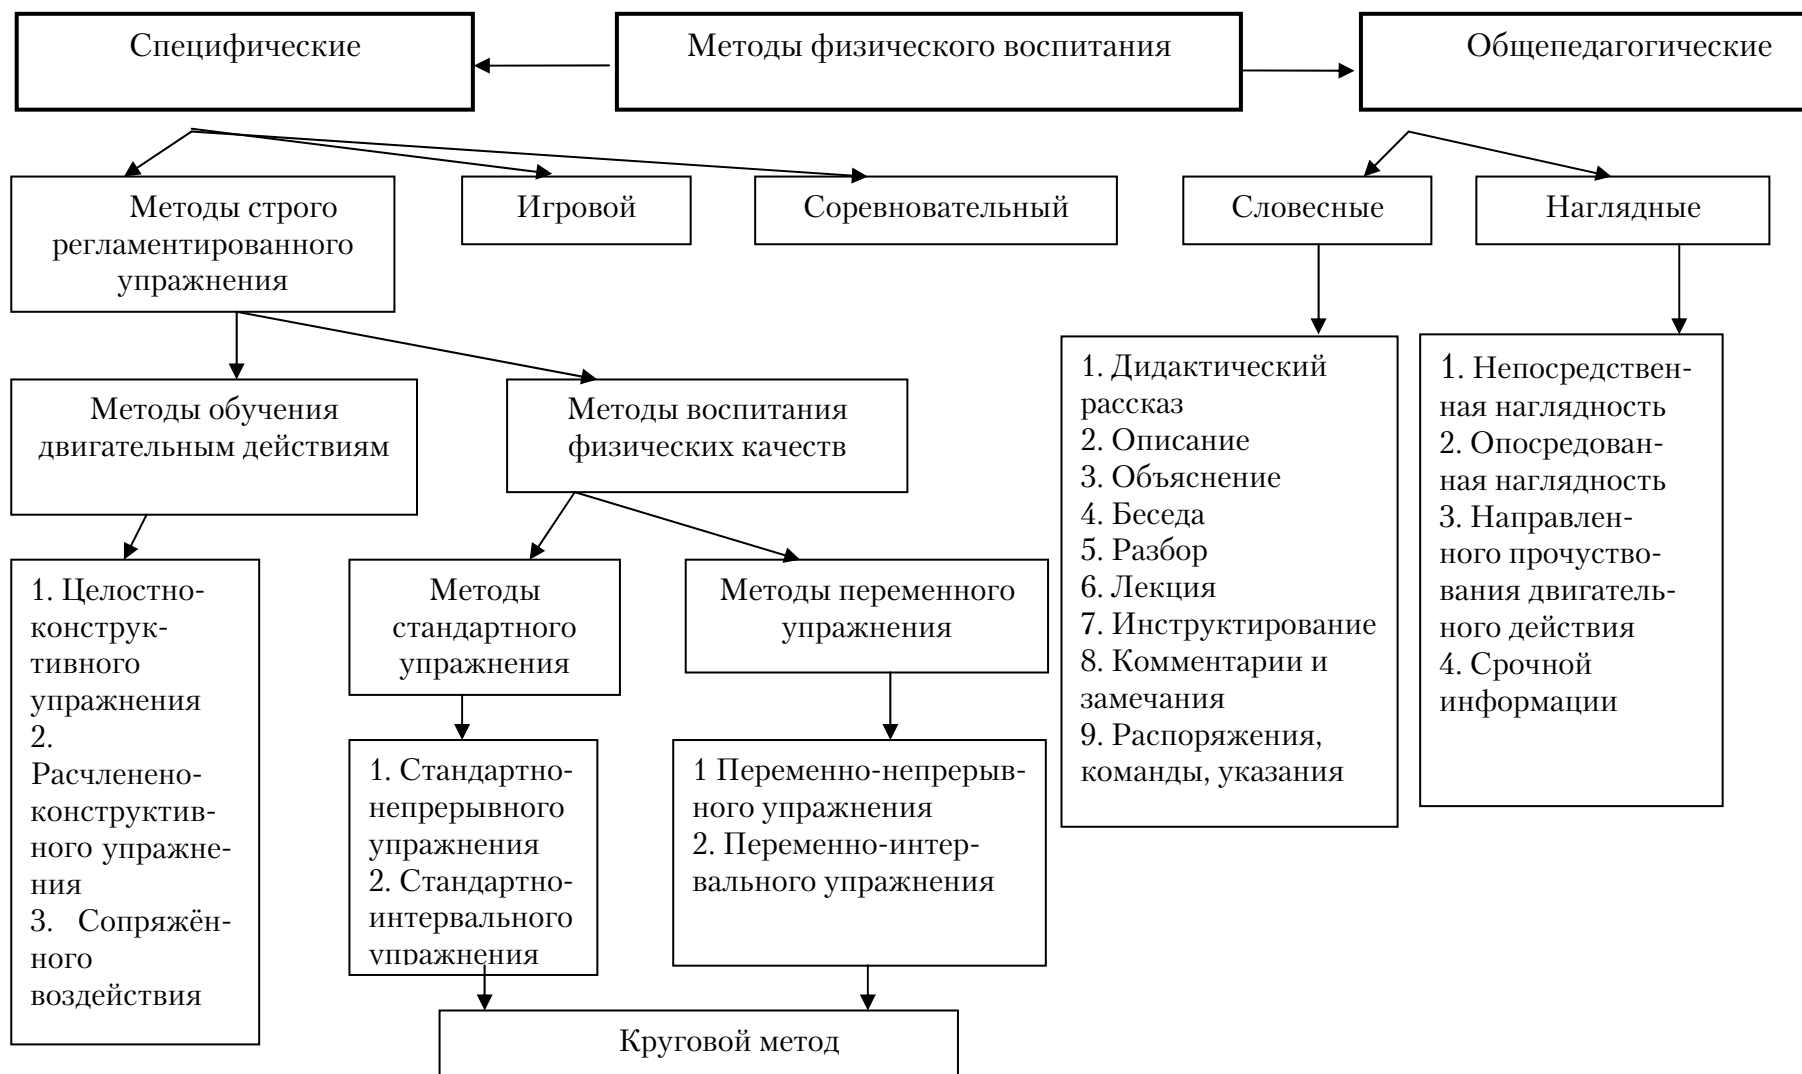 Специфические
Методы физического воспитания
Общепедагогические
Методы строго
регламентированного
упражнения
Игровой
Соревновательный
Словесные
Наглядные
Методы обучения
двигательным действиям
Методы воспитания
физических качеств
1. Дидактический
рассказ
2. Описание
3. Объяснение
4. Беседа
5. Разбор
6. Лекция
7. Инструктирование
8. Комментарии и
замечания
9. Распоряжения,
команды, указания
1. Непосредствен-
ная наглядность
2. Опосредован-
ная наглядность
3. Направлен-
ного прочуство-
вания двигатель-
ного действия
4. Срочной
информации
1. Целостно-
конструк-
тивного
упражнения
2.
Расчленено-
конструктив-
ного упражне-
ния
3. Сопряжён-
ного
воздействия
Методы
стандартного
упражнения
Методы переменного
упражнения
1. Стандартно-
непрерывного
упражнения
2. Стандартно-
интервального
упражнения
1 Переменно-непрерыв-
ного упражнения
2. Переменно-интер-
вального упражнения
Круговой метод